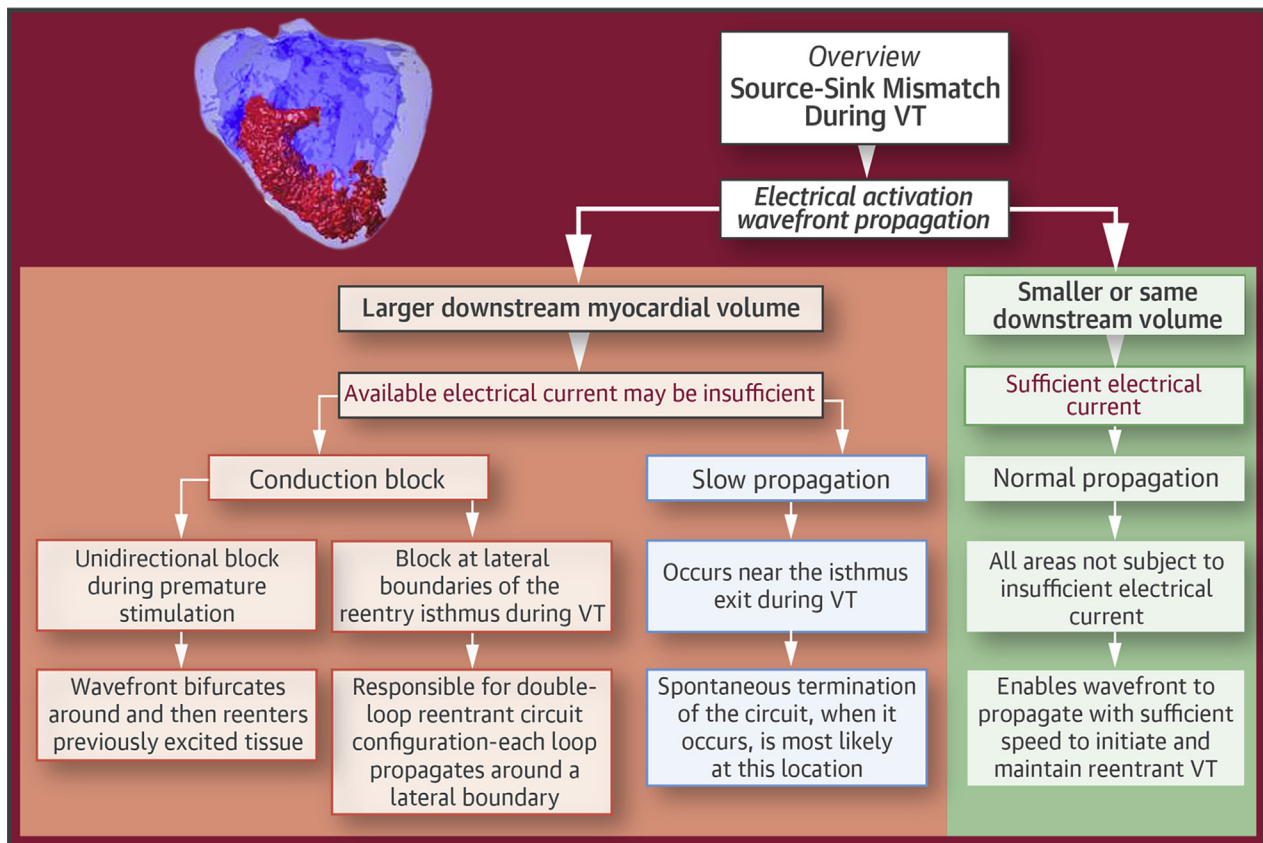 Overview
Source-Sink Mismatch
During VT
Electrical activation
wavefront propagation
Larger downstream myocardial volume
Available electrical current may be insufficient
Conduction block
Unidirectional block
during premature
stimulation
Wavefront bifurcates
around and then reenters
previously excited tissue
Block at lateral
boundaries of the
reentry isthmus during VT
Responsible for double-
loop reentrant circuit
configuration-each loop
propagates around a
lateral boundary
Slow propagation
Occurs near the isthmus
exit during VT
Spontaneous termination
of the circuit, when it
occurs, is most likely
at this location
Smaller or same
downstream volume
Sufficient electrical
current
Normal propagation
All areas not subject to
insufficient electrical
current
Enables wavefront to
propagate with sufficient
speed to initiate and
maintain reentrant VT